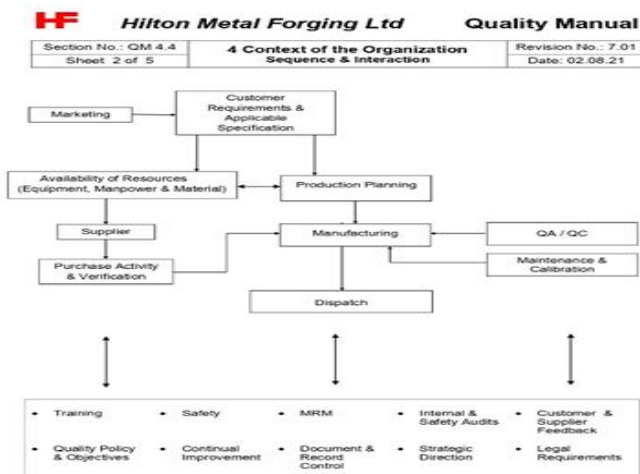 HF Hilton Metal Forging Ltd Quality Manual
Section No.: QM 4.4
Sheet 2 of 5
4 Context of the Organization
Sequence & Interaction
Revision No.: 7.01
Date: 02.08.21
Marketing
Customer
Requirements &
Applicable
Specification
Availability of Resources
(Equipment, Manpower & Material)
Production Planning
Supplier
Manufacturing
QA / QC
Purchase Activity
& Verification
Maintenance &
Calibration
Dispatch
• Training
• Safety
• MRM
• Internal &
Safety Audits
• Customer &
Supplier
Feedback
• Quality Policy
& Objectives
• Continual
Improvement
• Document &
Record
Control
• Strategic
Direction
• Legal
Requirements